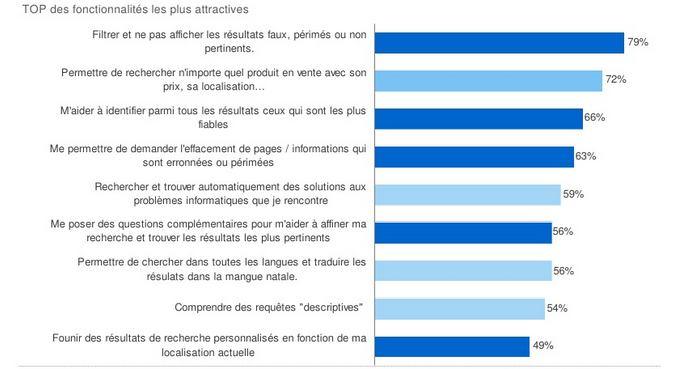 TOP des fonctionnalités les plus attractives
Filtrer et ne pas afficher les résultats faux, périmés ou non
pertinents.
79%
Permettre de rechercher n'importe quel produit en vente avec son
prix, sa localisation…
72%
M'aider à identifier parmi tous les résultats ceux qui sont les plus
fiables
66%
Me permettre de demander l'effacement de pages / informations qui
sont erronnées ou périmées
63%
Rechercher et trouver automatiquement des solutions aux
problèmes informatiques que je rencontre
59%
Me poser des questions complémentaires pour m'aider à affiner ma
recherche et trouver les résultats les plus pertinents
56%
Permettre de chercher dans toutes les langues et traduire les
résulats dans la mangue natale.
56%
Comprendre des requêtes "descriptives"
54%
Founir des résultats de recherche personnalisés en fonction de ma
localisation actuelle
49%